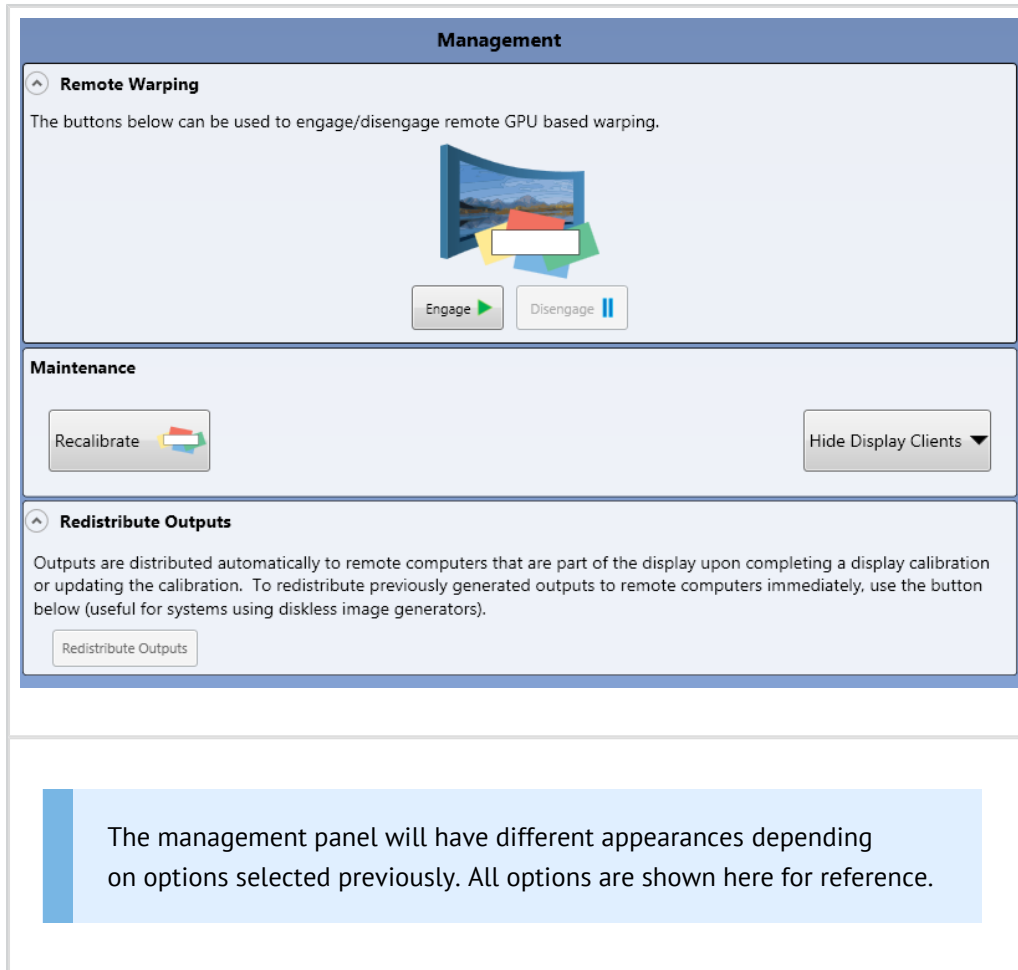 Management
Remote Warping
The buttons below can be used to engage/disengage remote GPU based warping.
Engage
Disengage
Maintenance
Recalibrate
Hide Display Clients
Redistribute Outputs
Outputs are distributed automatically to remote computers that are part of the display upon completing a display calibration
or updating the calibration. To redistribute previously generated outputs to remote computers immediately, use the button
below (useful for systems using diskless image generators).
Redistribute Outputs
The management panel will have different appearances depending
on options selected previously. All options are shown here for reference.